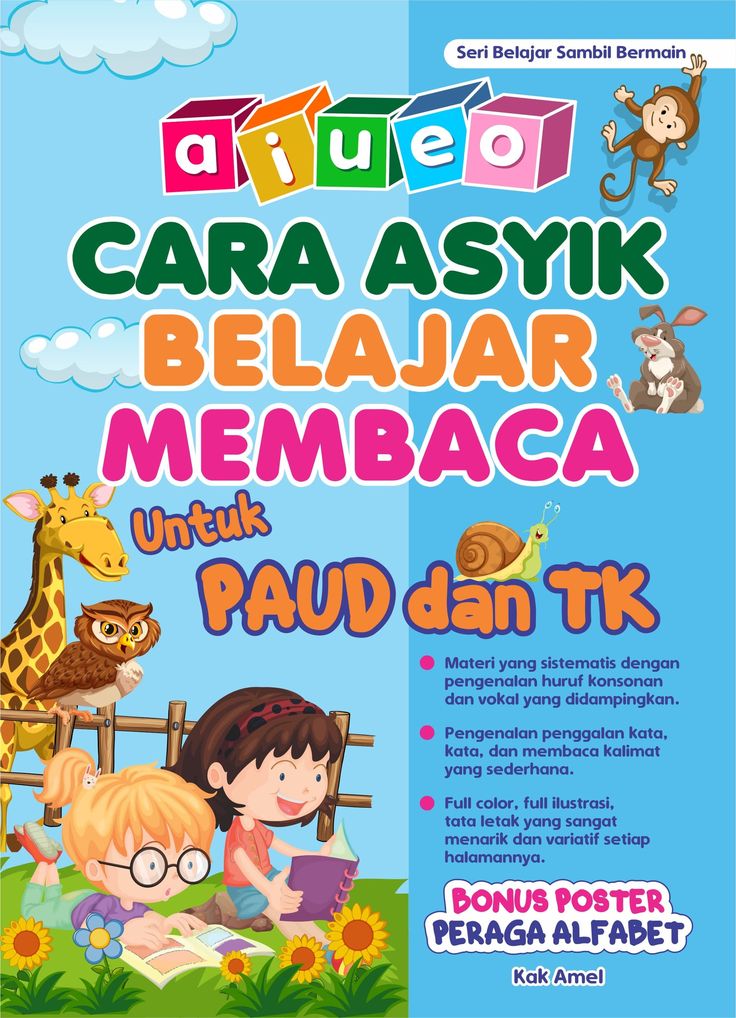 Seri Belajar Sambil Bermain
a i u e o
CARA ASYIK
BELAJAR
MEMBACA
Untuk
PAUD dan TK
Materi yang sistematis dengan
pengenalan huruf konsonan
dan vokal yang didampingkan.
Pengenalan penggalan kata,
kata, dan membaca kalimat
yang sederhana.
Full color, full ilustrasi,
tata letak yang sangat
menarik dan variatif setiap
halamannya.
BONUS POSTER
PERAGA ALFABET
Kak Amel